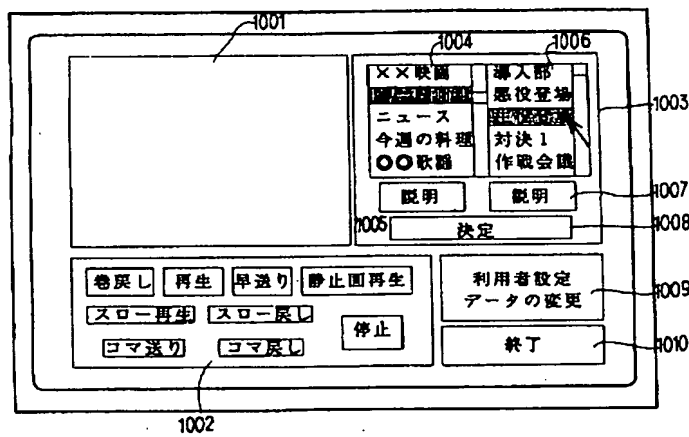 1001
1004
1006
××映画
ニュース
今週の料理
○○歌謡
導入部
悪役登場
対決1
作戦会議
1003
説明
説明
1007
1005
決定
1008
巻戻し
再生
早送り
静止画再生
スロー再生
スロー戻し
コマ送り
コマ戻し
停止
1002
利用者設定
データの変更
1009
終了
1010